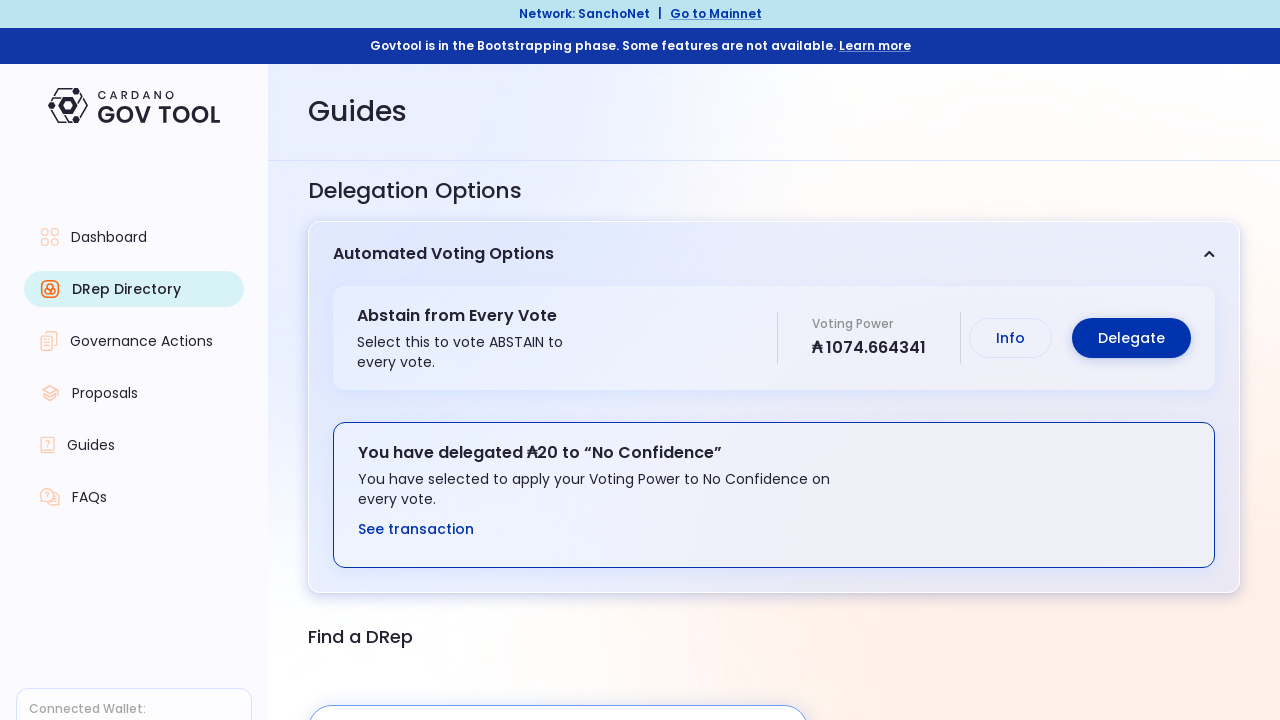 Network: SanchoNet | Go to Mainnet
Govtool is in the Bootstrapping phase. Some features are not available. Learn more
CARDANO
GOV TOOL
Guides
Delegation Options
Dashboard
DRep Directory
Governance Actions
Proposals
Guides
FAQs
Connected Wallet:
Automated Voting Options
Abstain from Every Vote
Select this to vote ABSTAIN to
every vote.
Voting Power
₳ 1074.664341
Info
Delegate
You have delegated ₳20 to “No Confidence”
You have selected to apply your Voting Power to No Confidence on
every vote.
See transaction
Find a DRep